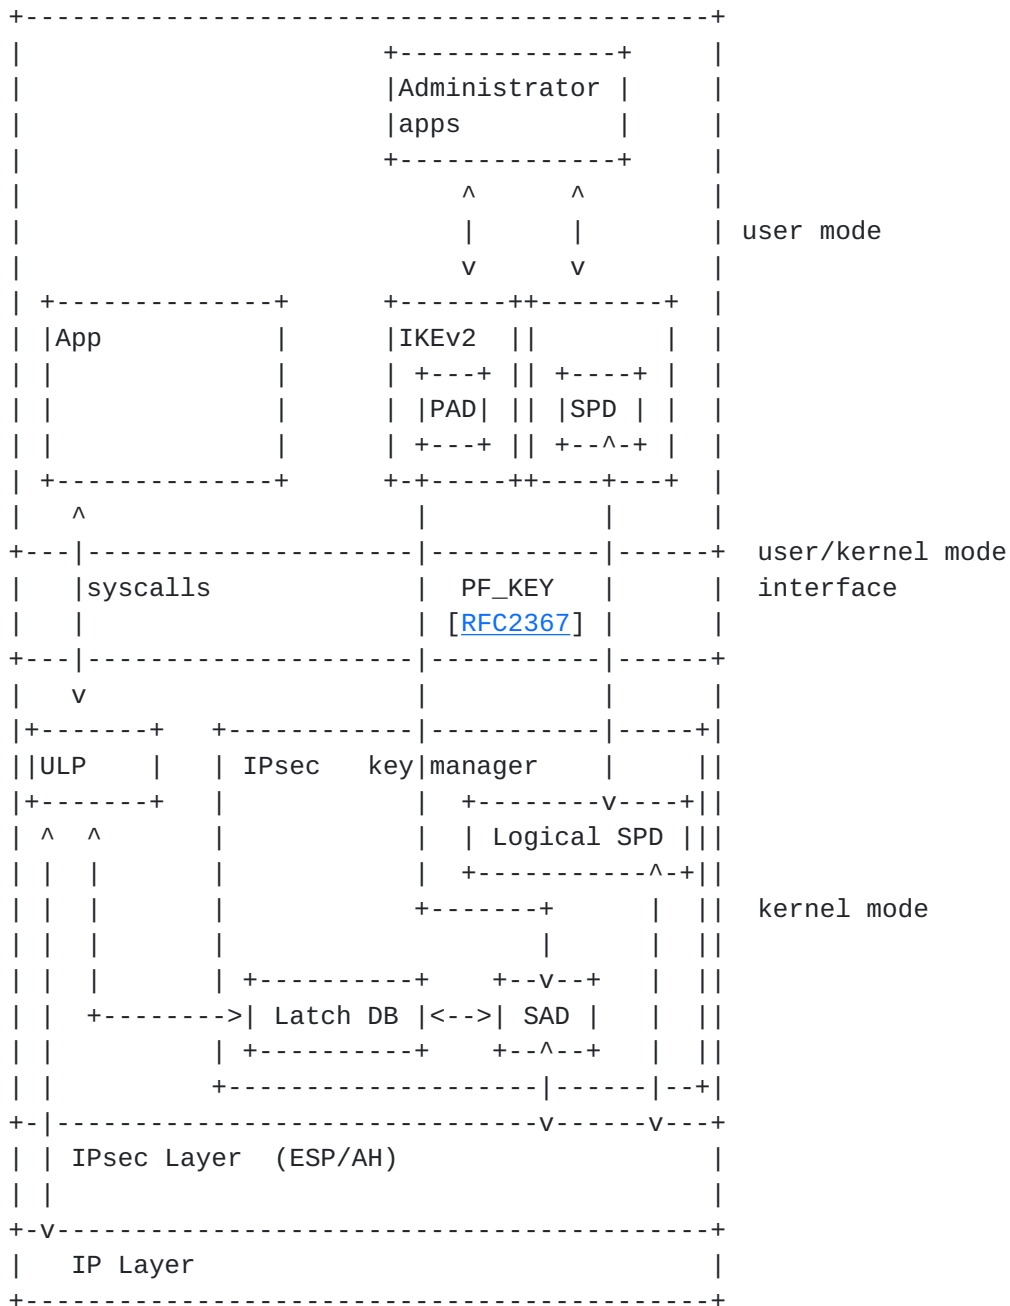 Administrator
apps
user mode
App
IKEv2
PAD
SPD
user/kernel mode
syscalls PF_KEY interface
[RFC2367]
ULP IPsec key manager
Logical SPD
kernel mode
Latch DB SAD
IPsec Layer (ESP/AH)
IP Layer